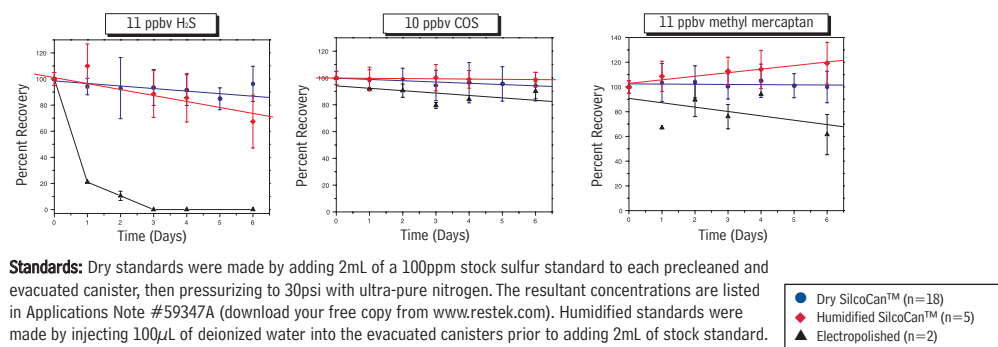 11 ppbv H2S
10 ppbv COS
11 ppbv methyl mercaptan
Percent Recovery
120
100
80
60
40
20
0
0 1 2 3 4 5 6
Time (Days)
Percent Recovery
120
100
80
60
40
20
0
0 1 2 3 4 5 6
Time (Days)
Percent Recovery
140
120
100
80
60
40
20
0
0 1 2 3 4 5 6
Time (Days)
Standards: Dry standards were made by adding 2mL of a 100ppm stock sulfur standard to each precleaned and
evacuated canister, then pressurizing to 30psi with ultra-pure nitrogen. The resultant concentrations are listed
in Applications Note #59347A (download your free copy from www.restek.com). Humidified standards were
made by injecting 100μL of deionized water into the evacuated canisters prior to adding 2mL of stock standard.
Dry SilcoCan™ (n=18)
Humidified SilcoCan™ (n=5)
Electropolished (n=2)